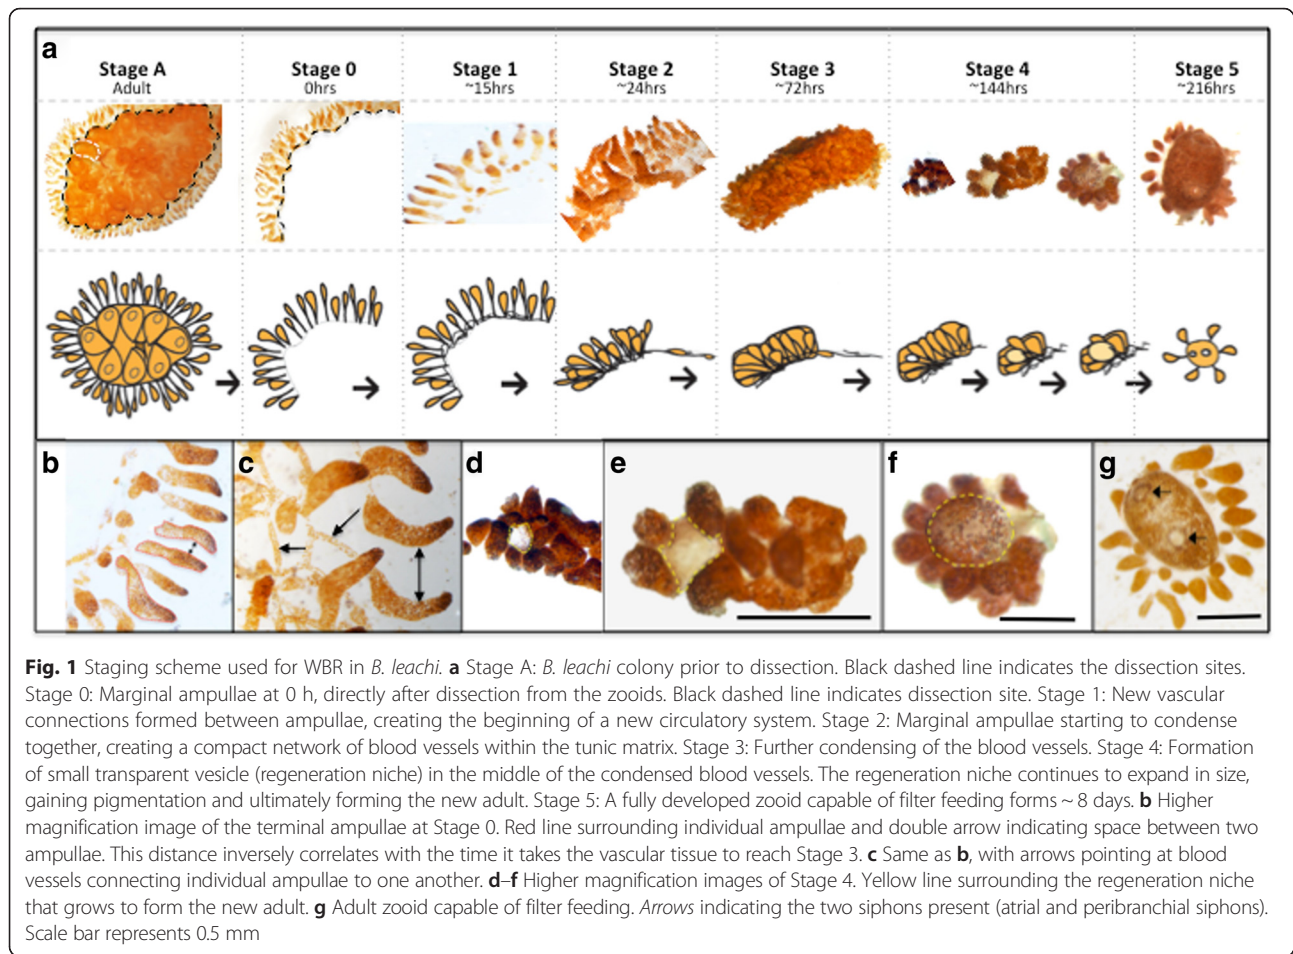 a
Stage A
Adult
Stage 0
0hrs
Stage 1
~15hrs
Stage 2
~24hrs
Stage 3
~72hrs
Stage 4
~144hrs
Stage 5
~216hrs
b
c
d
e
f
g
Fig. 1 Staging scheme used for WBR in B. leachi. a Stage A: B. leachi colony prior to dissection. Black dashed line indicates the dissection sites.
Stage 0: Marginal ampullae at 0 h, directly after dissection from the zooids. Black dashed line indicates dissection site. Stage 1: New vascular
connections formed between ampullae, creating the beginning of a new circulatory system. Stage 2: Marginal ampullae starting to condense
together, creating a compact network of blood vessels within the tunic matrix. Stage 3: Further condensing of the blood vessels. Stage 4: Formation
of small transparent vesicle (regeneration niche) in the middle of the condensed blood vessels. The regeneration niche continues to expand in size,
gaining pigmentation and ultimately forming the new adult. Stage 5: A fully developed zooid capable of filter feeding forms ~ 8 days. b Higher
magnification image of the terminal ampullae at Stage 0. Red line surrounding individual ampullae and double arrow indicating space between two
ampullae. This distance inversely correlates with the time it takes the vascular tissue to reach Stage 3. c Same as b, with arrows pointing at blood
vessels connecting individual ampullae to one another. d–f Higher magnification images of Stage 4. Yellow line surrounding the regeneration niche
that grows to form the new adult. g Adult zooid capable of filter feeding. Arrows indicating the two siphons present (atrial and peribranchial siphons).
Scale bar represents 0.5 mm